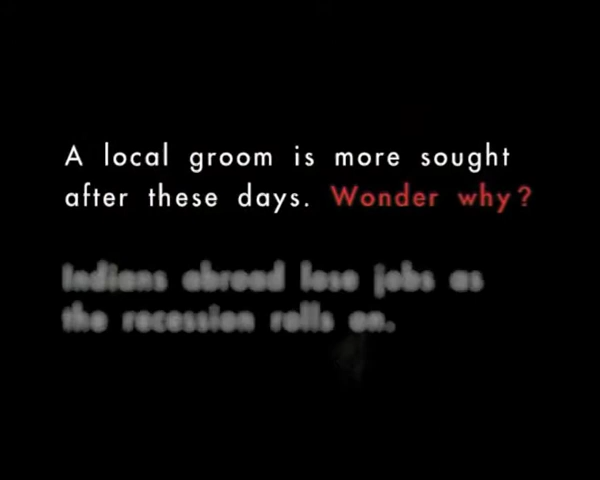 A local groom is more sought
after these days. Wonder why?
Indians abroad lose jobs as
the recession rolls on.